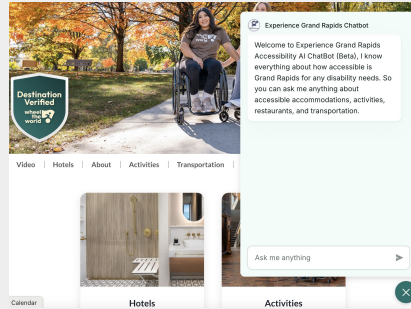 Experience Grand Rapids Chatbot
Welcome to Experience Grand Rapids
Accessibility AI ChatBot (Beta), I know
everything about how accessible is
Grand Rapids for any disability needs. So
you can ask me anything about
accessible accommodations, activities,
restaurants, and transportation.
Destination
Verified
wheel
the
world
Video | Hotels | About | Activities | Transportation |
Ask me anything
Calendar
Hotels
Activities